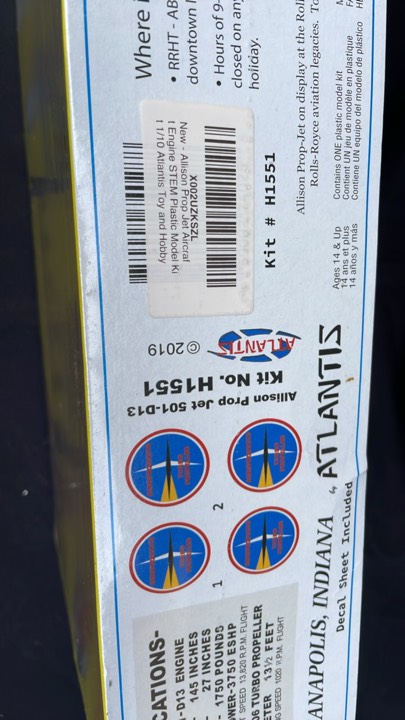 Where i
• RRHT - AB
downtown I
• Hours of 9-
closed on any
holiday.
Allison Prop-Jet on display at the Roll
Rolls-Royce aviation legacies. To
X002UZKSZL
New - Allison Prop Jet Aircraf
t Engine STEM Plastic Model Ki
t 1/10 Atlantis Toy and Hobby
Kit # H1551
Contains ONE plastic model kit
Contient UN jeu de modèle en plastique
Contiene UN equipo del modelo de plástico
Ages 14 & Up
14 ans et plus
14 años y más
ATLANTIS
© 2019
Kit No. H1551
Allison Prop Jet 501-D13
1 2
ANAPOLIS, INDIANA
ATLANTIS
Decal Sheet Included
CATIONS-
-D13 ENGINE
145 INCHES
27 INCHES
1750 POUNDS
WER-3750 ESHP
SPEED 13,820 R.P.M. FLIGHT
TURBO PROPELLER
ETER 13½ FEET
G SPEED 1020 R.P.M. FLIGHT